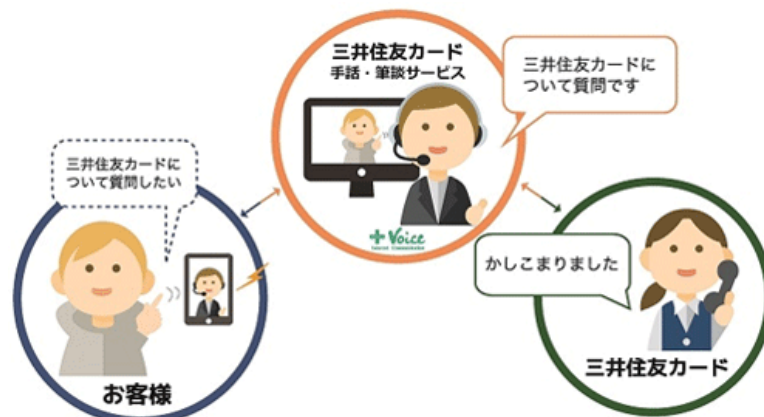 三井住友カード
手話・筆談サービス
三井住友カードに
ついて質問です
三井住友カードに
ついて質問したい
Voice
かしこまりました
お客様
三井住友カード